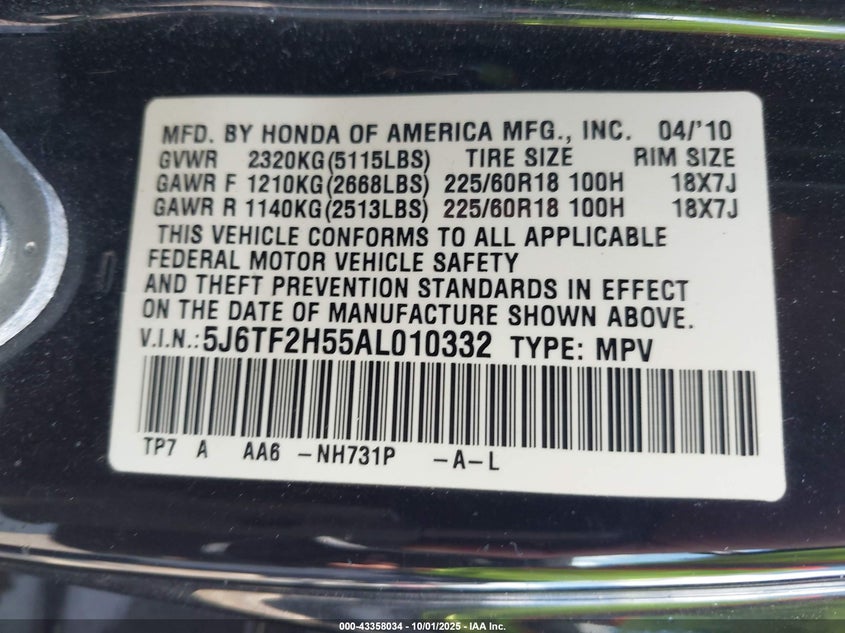 MFD. BY HONDA OF AMERICA MFG., INC. 04/'10
GVWR 2320KG(5115LBS) TIRE SIZE RIM SIZE
GAWR F 1210KG(2668LBS) 225/60R18 100H 18X7J
GAWR R 1140KG(2513LBS) 225/60R18 100H 18X7J
THIS VEHICLE CONFORMS TO ALL APPLICABLE
FEDERAL MOTOR VEHICLE SAFETY
AND THEFT PREVENTION STANDARDS IN EFFECT
ON THE DATE OF MANUFACTURE SHOWN ABOVE.
V.I.N.:5J6TF2H55AL010332 TYPE: MPV
TP7 A AA6 -NH731P -A-L
000-43358034 - 10/01/2025 - IAA Inc.